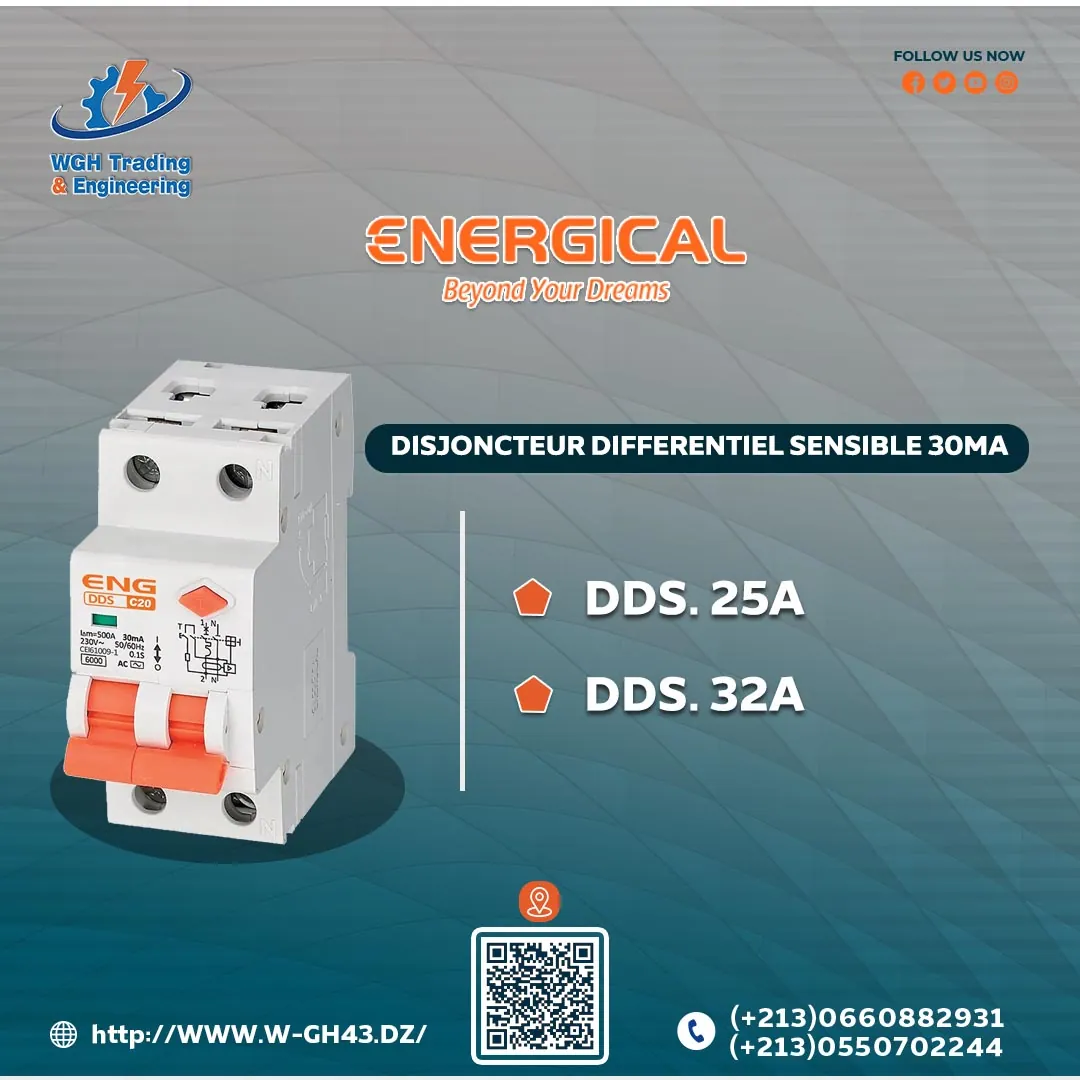 FOLLOW US NOW
WGH Trading
& Engineering
ENERGICAL
Beyond Your Dreams
DISJONCTEUR DIFFERENTIEL SENSIBLE 30MA
N
ENG
DDS C20
I∆m=500A 30mA
230V~ 50/60Hz
CEI61009-1 0.1S
6000 AC
I
O
T
1 N
2 N
N
DDS. 25A
DDS. 32A
http://WWW.W-GH43.DZ/
(+213)0660882931
(+213)0550702244